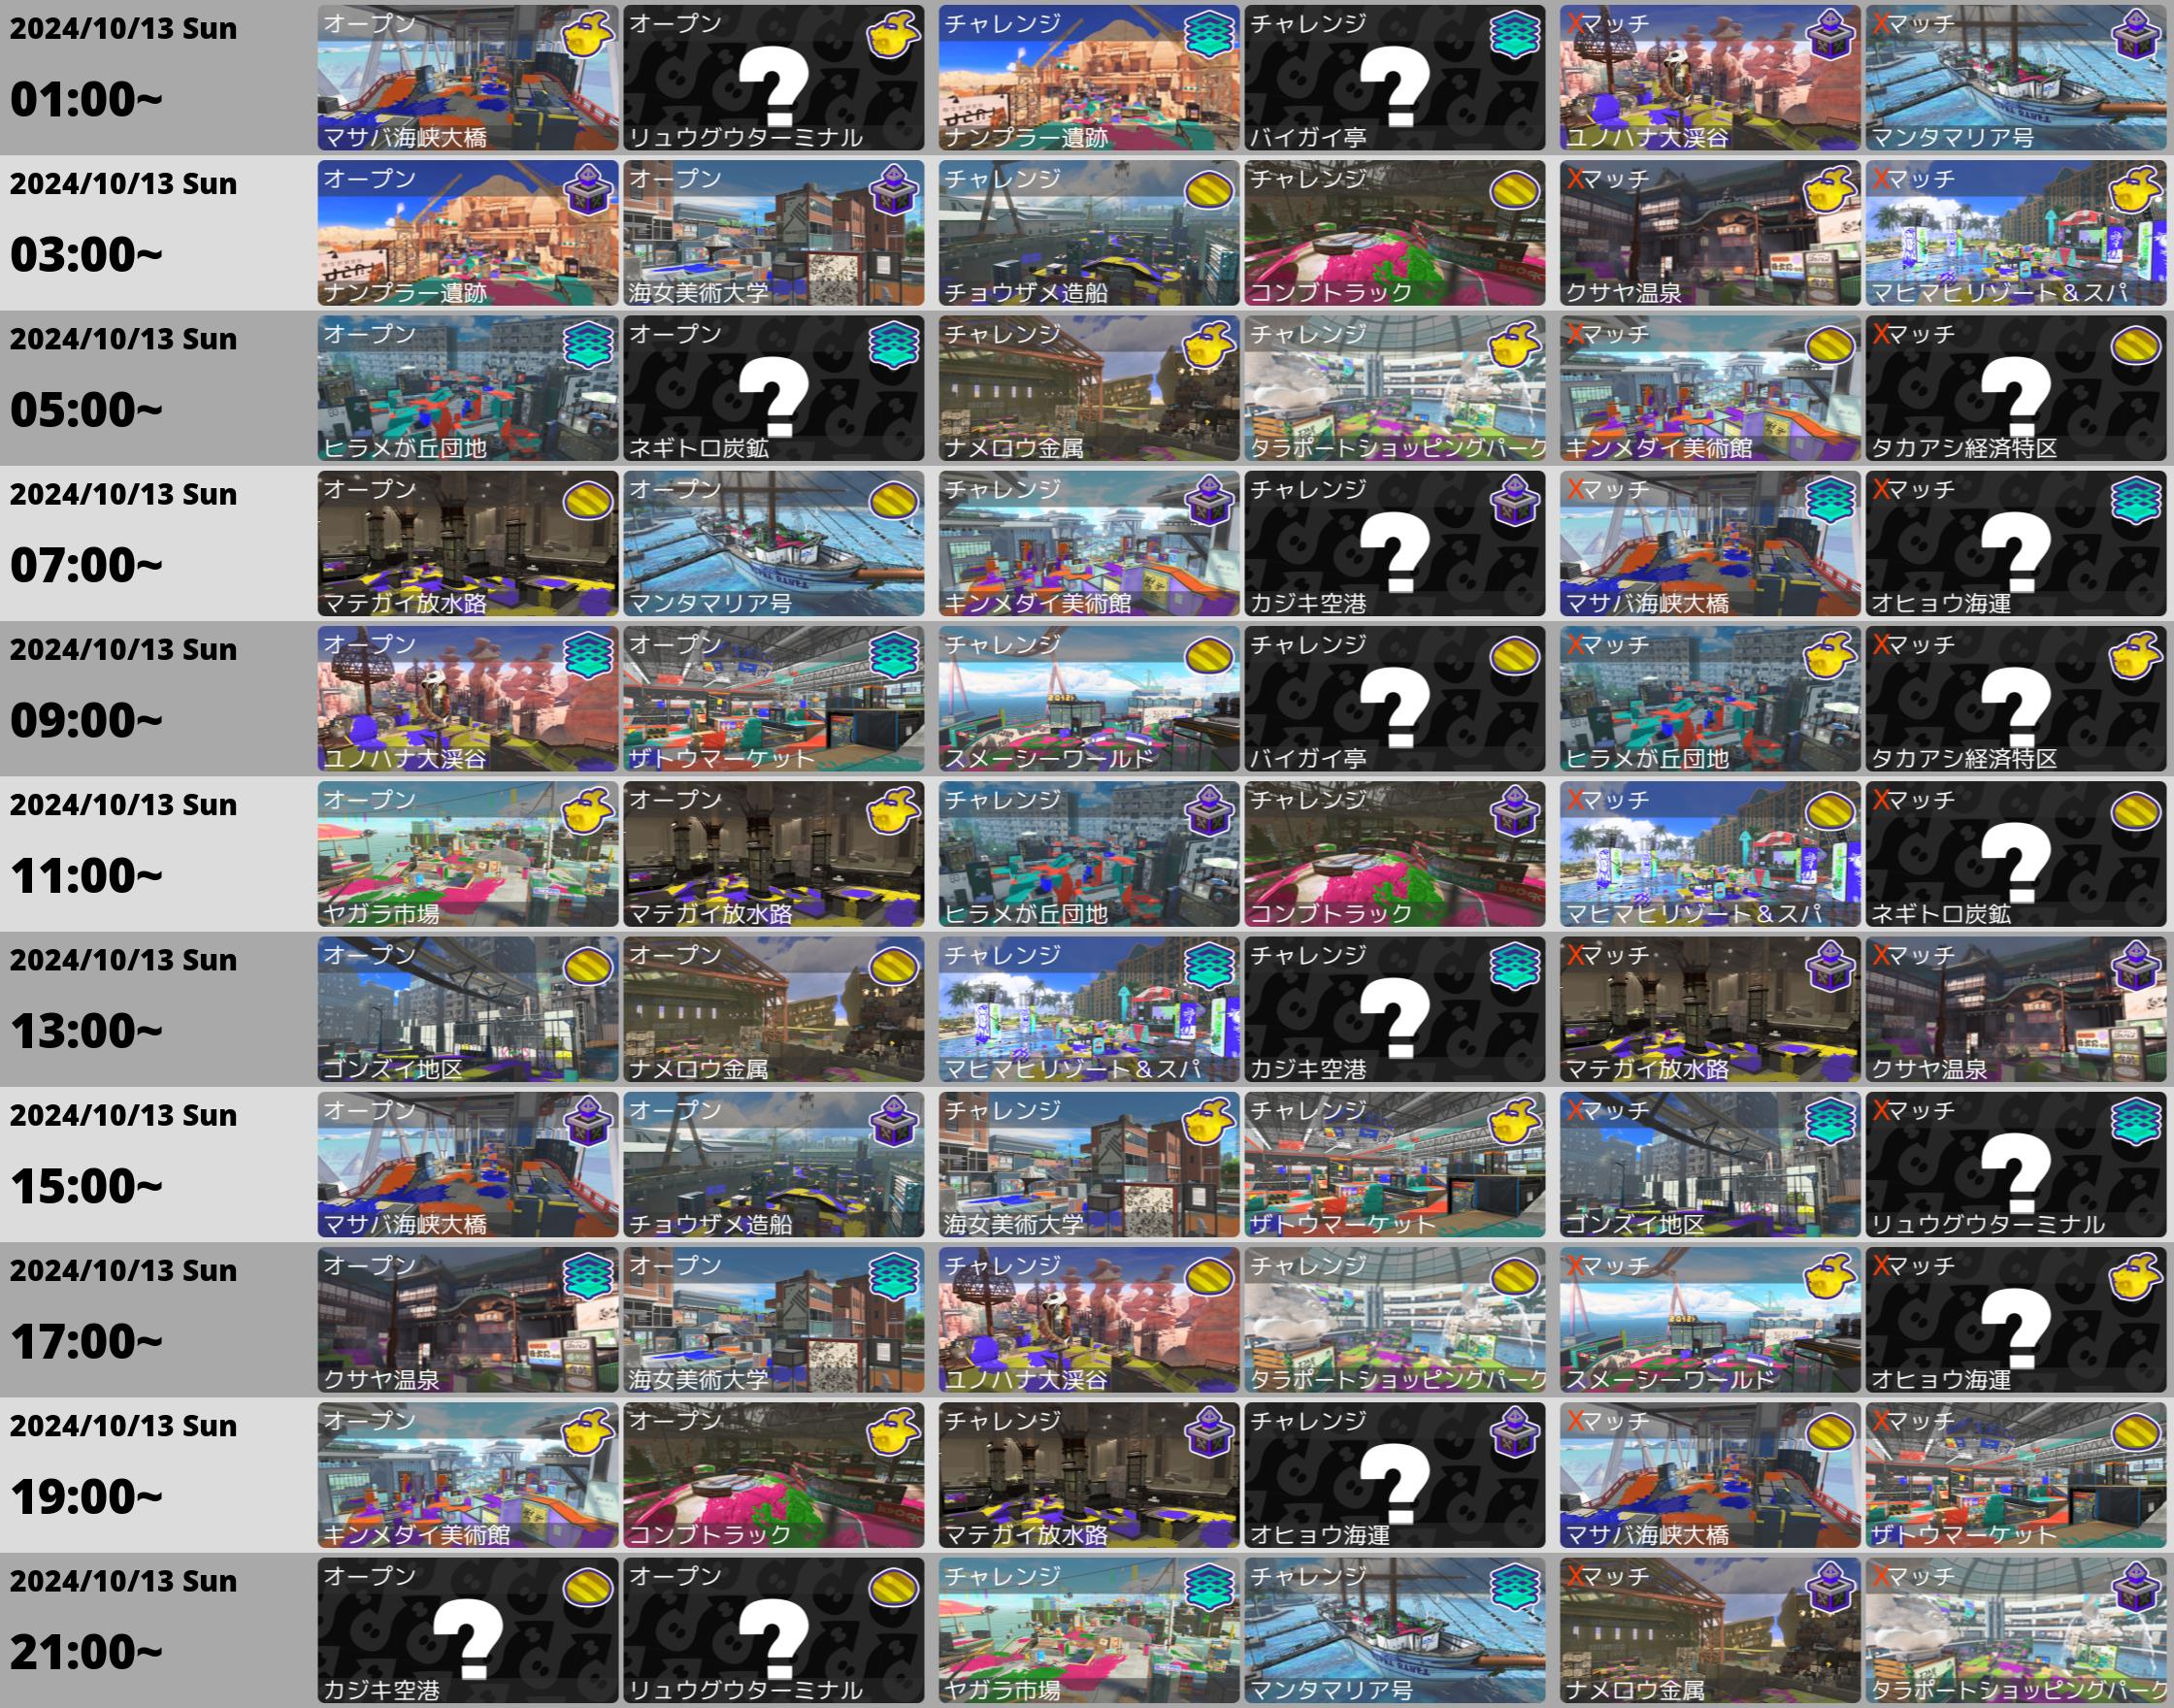 2024/10/13 Sun
01:00~
オープン
マサバ海峡大橋
オープン
リュウグウターミナル
チャレンジ
ナンプラー遺跡
チャレンジ
バイガイ亭
Xマッチ
ユノハナ大渓谷
Xマッチ
マンタマリア号
2024/10/13 Sun
03:00~
オープン
ナンプラー遺跡
オープン
海女美術大学
チャレンジ
チョウザメ造船
チャレンジ
コンブトラック
Xマッチ
クサヤ温泉
Xマッチ
マヒマヒリゾート＆スパ
2024/10/13 Sun
05:00~
オープン
ヒラメが丘団地
オープン
ネギトロ炭鉱
チャレンジ
ナメロウ金属
チャレンジ
タラポートショッピングパーク
Xマッチ
キンメダイ美術館
Xマッチ
タカアシ経済特区
2024/10/13 Sun
07:00~
オープン
マテガイ放水路
オープン
マンタマリア号
チャレンジ
キンメダイ美術館
チャレンジ
カジキ空港
Xマッチ
マサバ海峡大橋
Xマッチ
オヒョウ海運
2024/10/13 Sun
09:00~
オープン
ユノハナ大渓谷
オープン
ザトウマーケット
チャレンジ
スメーシーワールド
チャレンジ
バイガイ亭
Xマッチ
ヒラメが丘団地
Xマッチ
タカアシ経済特区
2024/10/13 Sun
11:00~
オープン
ヤガラ市場
オープン
マテガイ放水路
チャレンジ
ヒラメが丘団地
チャレンジ
コンブトラック
Xマッチ
マヒマヒリゾート＆スパ
Xマッチ
ネギトロ炭鉱
2024/10/13 Sun
13:00~
オープン
ゴンズイ地区
オープン
ナメロウ金属
チャレンジ
マヒマヒリゾート＆スパ
チャレンジ
カジキ空港
Xマッチ
マテガイ放水路
Xマッチ
クサヤ温泉
2024/10/13 Sun
15:00~
オープン
マサバ海峡大橋
オープン
チョウザメ造船
チャレンジ
海女美術大学
チャレンジ
ザトウマーケット
Xマッチ
ゴンズイ地区
Xマッチ
リュウグウターミナル
2024/10/13 Sun
17:00~
オープン
クサヤ温泉
オープン
海女美術大学
チャレンジ
ユノハナ大渓谷
チャレンジ
タラポートショッピングパーク
Xマッチ
スメーシーワールド
Xマッチ
オヒョウ海運
2024/10/13 Sun
19:00~
オープン
キンメダイ美術館
オープン
コンブトラック
チャレンジ
マテガイ放水路
チャレンジ
オヒョウ海運
Xマッチ
マサバ海峡大橋
Xマッチ
ザトウマーケット
2024/10/13 Sun
21:00~
オープン
カジキ空港
オープン
リュウグウターミナル
チャレンジ
ヤガラ市場
チャレンジ
マンタマリア号
Xマッチ
ナメロウ金属
Xマッチ
タラポートショッピングパーク